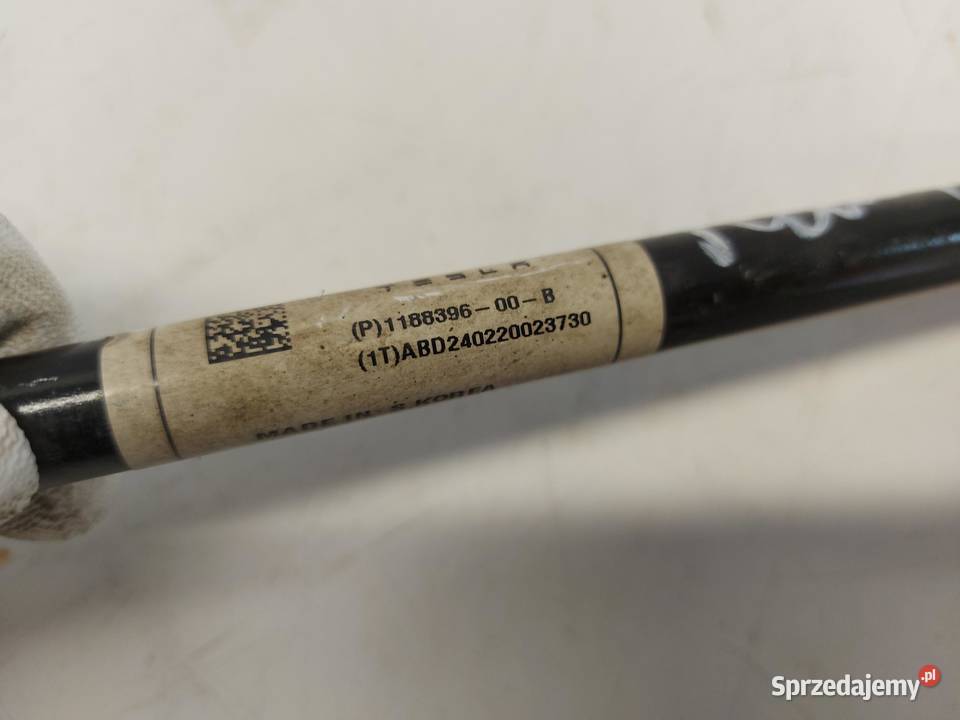 TESLA
(P)1188396-00-B
(1T)ABD240220023730
MADE IN S.KOREA
Sprzedajemy.pl